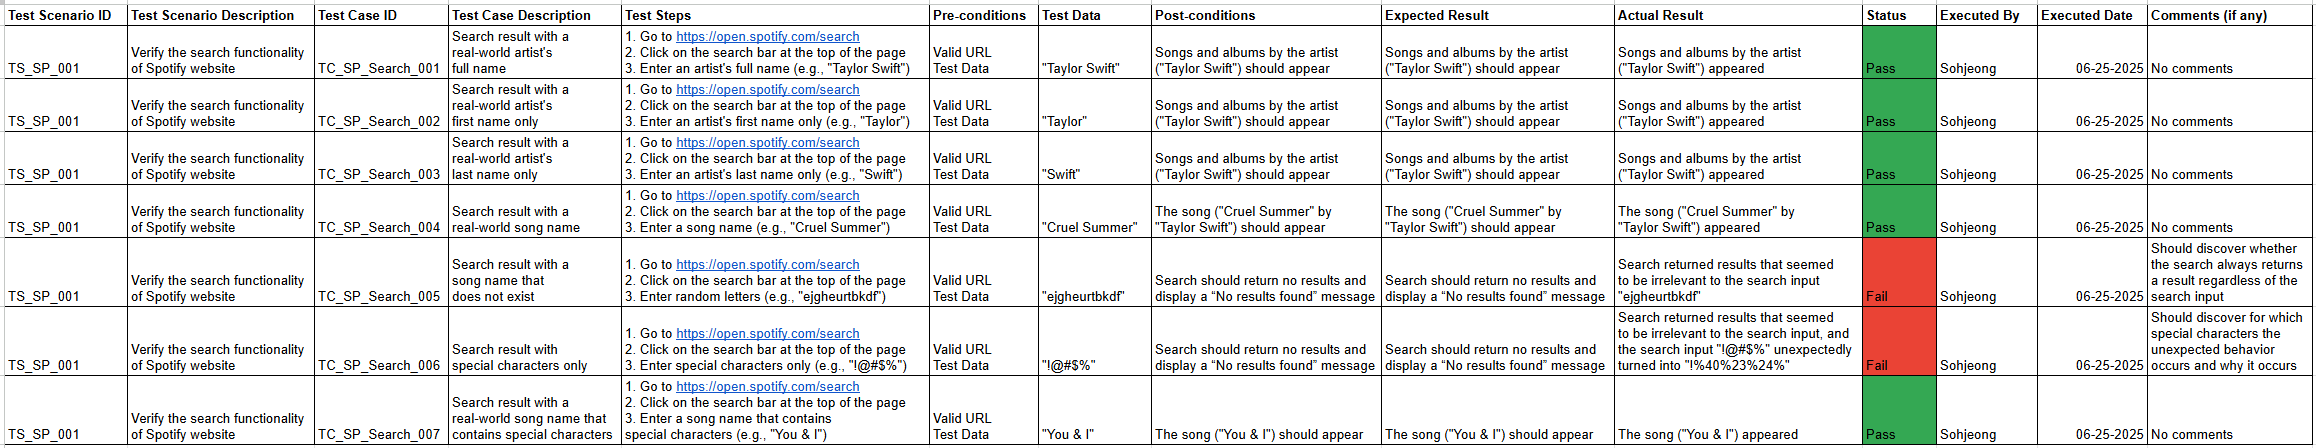 Test Scenario ID Test Scenario Description Test Case ID Test Case Description Test Steps Pre-conditions Test Data Post-conditions Expected Result Actual Result Status Executed By Executed Date Comments (if any)
TS_SP_001
Verify the search functionality
of Spotify website
TC_SP_Search_001
Search result with a
real-world artist's
full name
1. Go to https://open.spotify.com/search
2. Click on the search bar at the top of the page
3. Enter an artist's full name (e.g., "Taylor Swift")
Valid URL
Test Data
"Taylor Swift"
Songs and albums by the artist
("Taylor Swift") should appear
Songs and albums by the artist
("Taylor Swift") should appear
Songs and albums by the artist
("Taylor Swift") appeared
Pass
Sohjeong
06-25-2025
No comments
TS_SP_001
Verify the search functionality
of Spotify website
TC_SP_Search_002
Search result with a
real-world artist's
first name only
1. Go to https://open.spotify.com/search
2. Click on the search bar at the top of the page
3. Enter an artist's first name only (e.g., "Taylor")
Valid URL
Test Data
"Taylor"
Songs and albums by the artist
("Taylor Swift") should appear
Songs and albums by the artist
("Taylor Swift") should appear
Songs and albums by the artist
("Taylor Swift") appeared
Pass
Sohjeong
06-25-2025
No comments
TS_SP_001
Verify the search functionality
of Spotify website
TC_SP_Search_003
Search result with a
real-world artist's
last name only
1. Go to https://open.spotify.com/search
2. Click on the search bar at the top of the page
3. Enter an artist's last name only (e.g., "Swift")
Valid URL
Test Data
"Swift"
Songs and albums by the artist
("Taylor Swift") should appear
Songs and albums by the artist
("Taylor Swift") should appear
Songs and albums by the artist
("Taylor Swift") appeared
Pass
Sohjeong
06-25-2025
No comments
TS_SP_001
Verify the search functionality
of Spotify website
TC_SP_Search_004
Search result with a
real-world song name
1. Go to https://open.spotify.com/search
2. Click on the search bar at the top of the page
3. Enter a song name (e.g., "Cruel Summer")
Valid URL
Test Data
"Cruel Summer"
The song ("Cruel Summer" by
"Taylor Swift") should appear
The song ("Cruel Summer" by
"Taylor Swift") should appear
The song ("Cruel Summer" by
"Taylor Swift") appeared
Pass
Sohjeong
06-25-2025
No comments
TS_SP_001
Verify the search functionality
of Spotify website
TC_SP_Search_005
Search result with a
song name that
does not exist
1. Go to https://open.spotify.com/search
2. Click on the search bar at the top of the page
3. Enter random letters (e.g., "ejgheurtbkdf")
Valid URL
Test Data
"ejgheurtbkdf"
Search should return no results and
display a “No results found” message
Search should return no results and
display a “No results found” message
Search returned results that seemed
to be irrelevant to the search input
"ejgheurtbkdf"
Fail
Sohjeong
06-25-2025
Should discover whether
the search always returns
a result regardless of the
search input
TS_SP_001
Verify the search functionality
of Spotify website
TC_SP_Search_006
Search result with
special characters only
1. Go to https://open.spotify.com/search
2. Click on the search bar at the top of the page
3. Enter special characters only (e.g., "!@#$%")
Valid URL
Test Data
"!@#$%"
Search should return no results and
display a “No results found” message
Search should return no results and
display a “No results found” message
Search returned results that seemed
to be irrelevant to the search input, and
the search input "!@#$%" unexpectedly
turned into "!%40%23%24%"
Fail
Sohjeong
06-25-2025
Should discover for which
special characters the
unexpected behavior
occurs and why it occurs
TS_SP_001
Verify the search functionality
of Spotify website
TC_SP_Search_007
Search result with a
real-world song name that
contains special characters
1. Go to https://open.spotify.com/search
2. Click on the search bar at the top of the page
3. Enter a song name that contains
special characters (e.g., "You & I")
Valid URL
Test Data
"You & I"
The song ("You & I") should appear
The song ("You & I") should appear
The song ("You & I") appeared
Pass
Sohjeong
06-25-2025
No comments